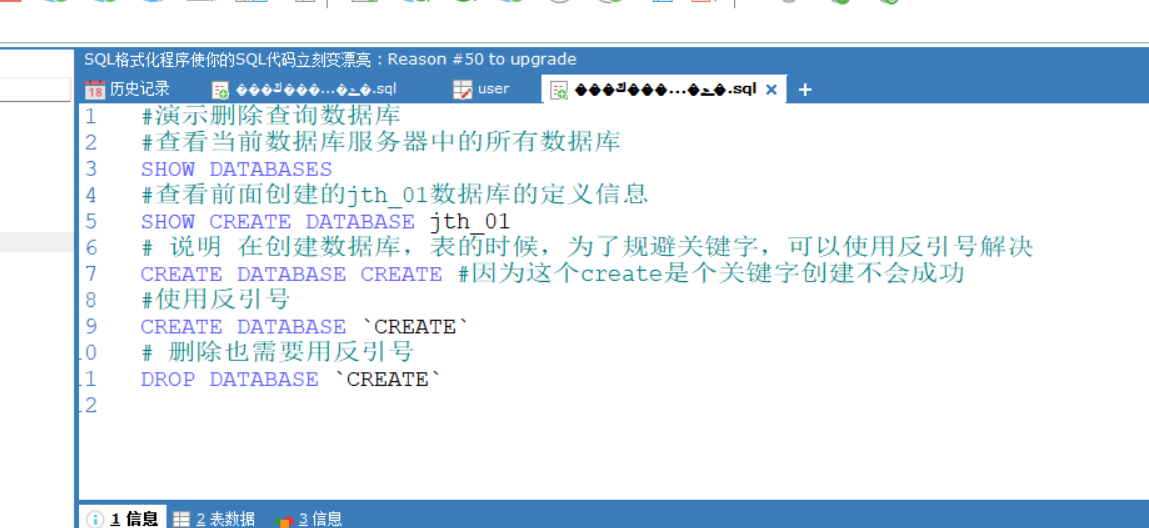 SQL格式化程序使你的SQL代码立刻变漂亮：Reason #50 to upgrade
历史记录 .sql user .sql
1 #演示删除查询数据库
2 #查看当前数据库服务器中的所有数据库
3 SHOW DATABASES
4 #查看前面创建的jth_01数据库的定义信息
5 SHOW CREATE DATABASE jth_01
6 # 说明 在创建数据库，表的时候，为了规避关键字，可以使用反引号解决
7 CREATE DATABASE CREATE #因为这个create是个关键字创建不会成功
8 #使用反引号
9 CREATE DATABASE `CREATE`
10 # 删除也需要用反引号
11 DROP DATABASE `CREATE`
12
1 信息 2 表数据 3 信息